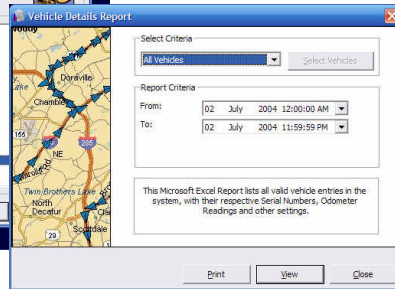 Vehicle Details Report
Select Criteria
All Vehicles
Select Vehicles
Report Criteria
From:
02 July 2004 12:00:00 AM
To:
02 July 2004 11:59:59 PM
This Microsoft Excel Report lists all valid vehicle entries in the
system, with their respective Serial Numbers, Odometer
Readings and other settings.
Print
View
Close
Doraville
Lake
Chamblee
155
285
NE
Twin Brothers Lake
North
Decatur
Scottdale
29